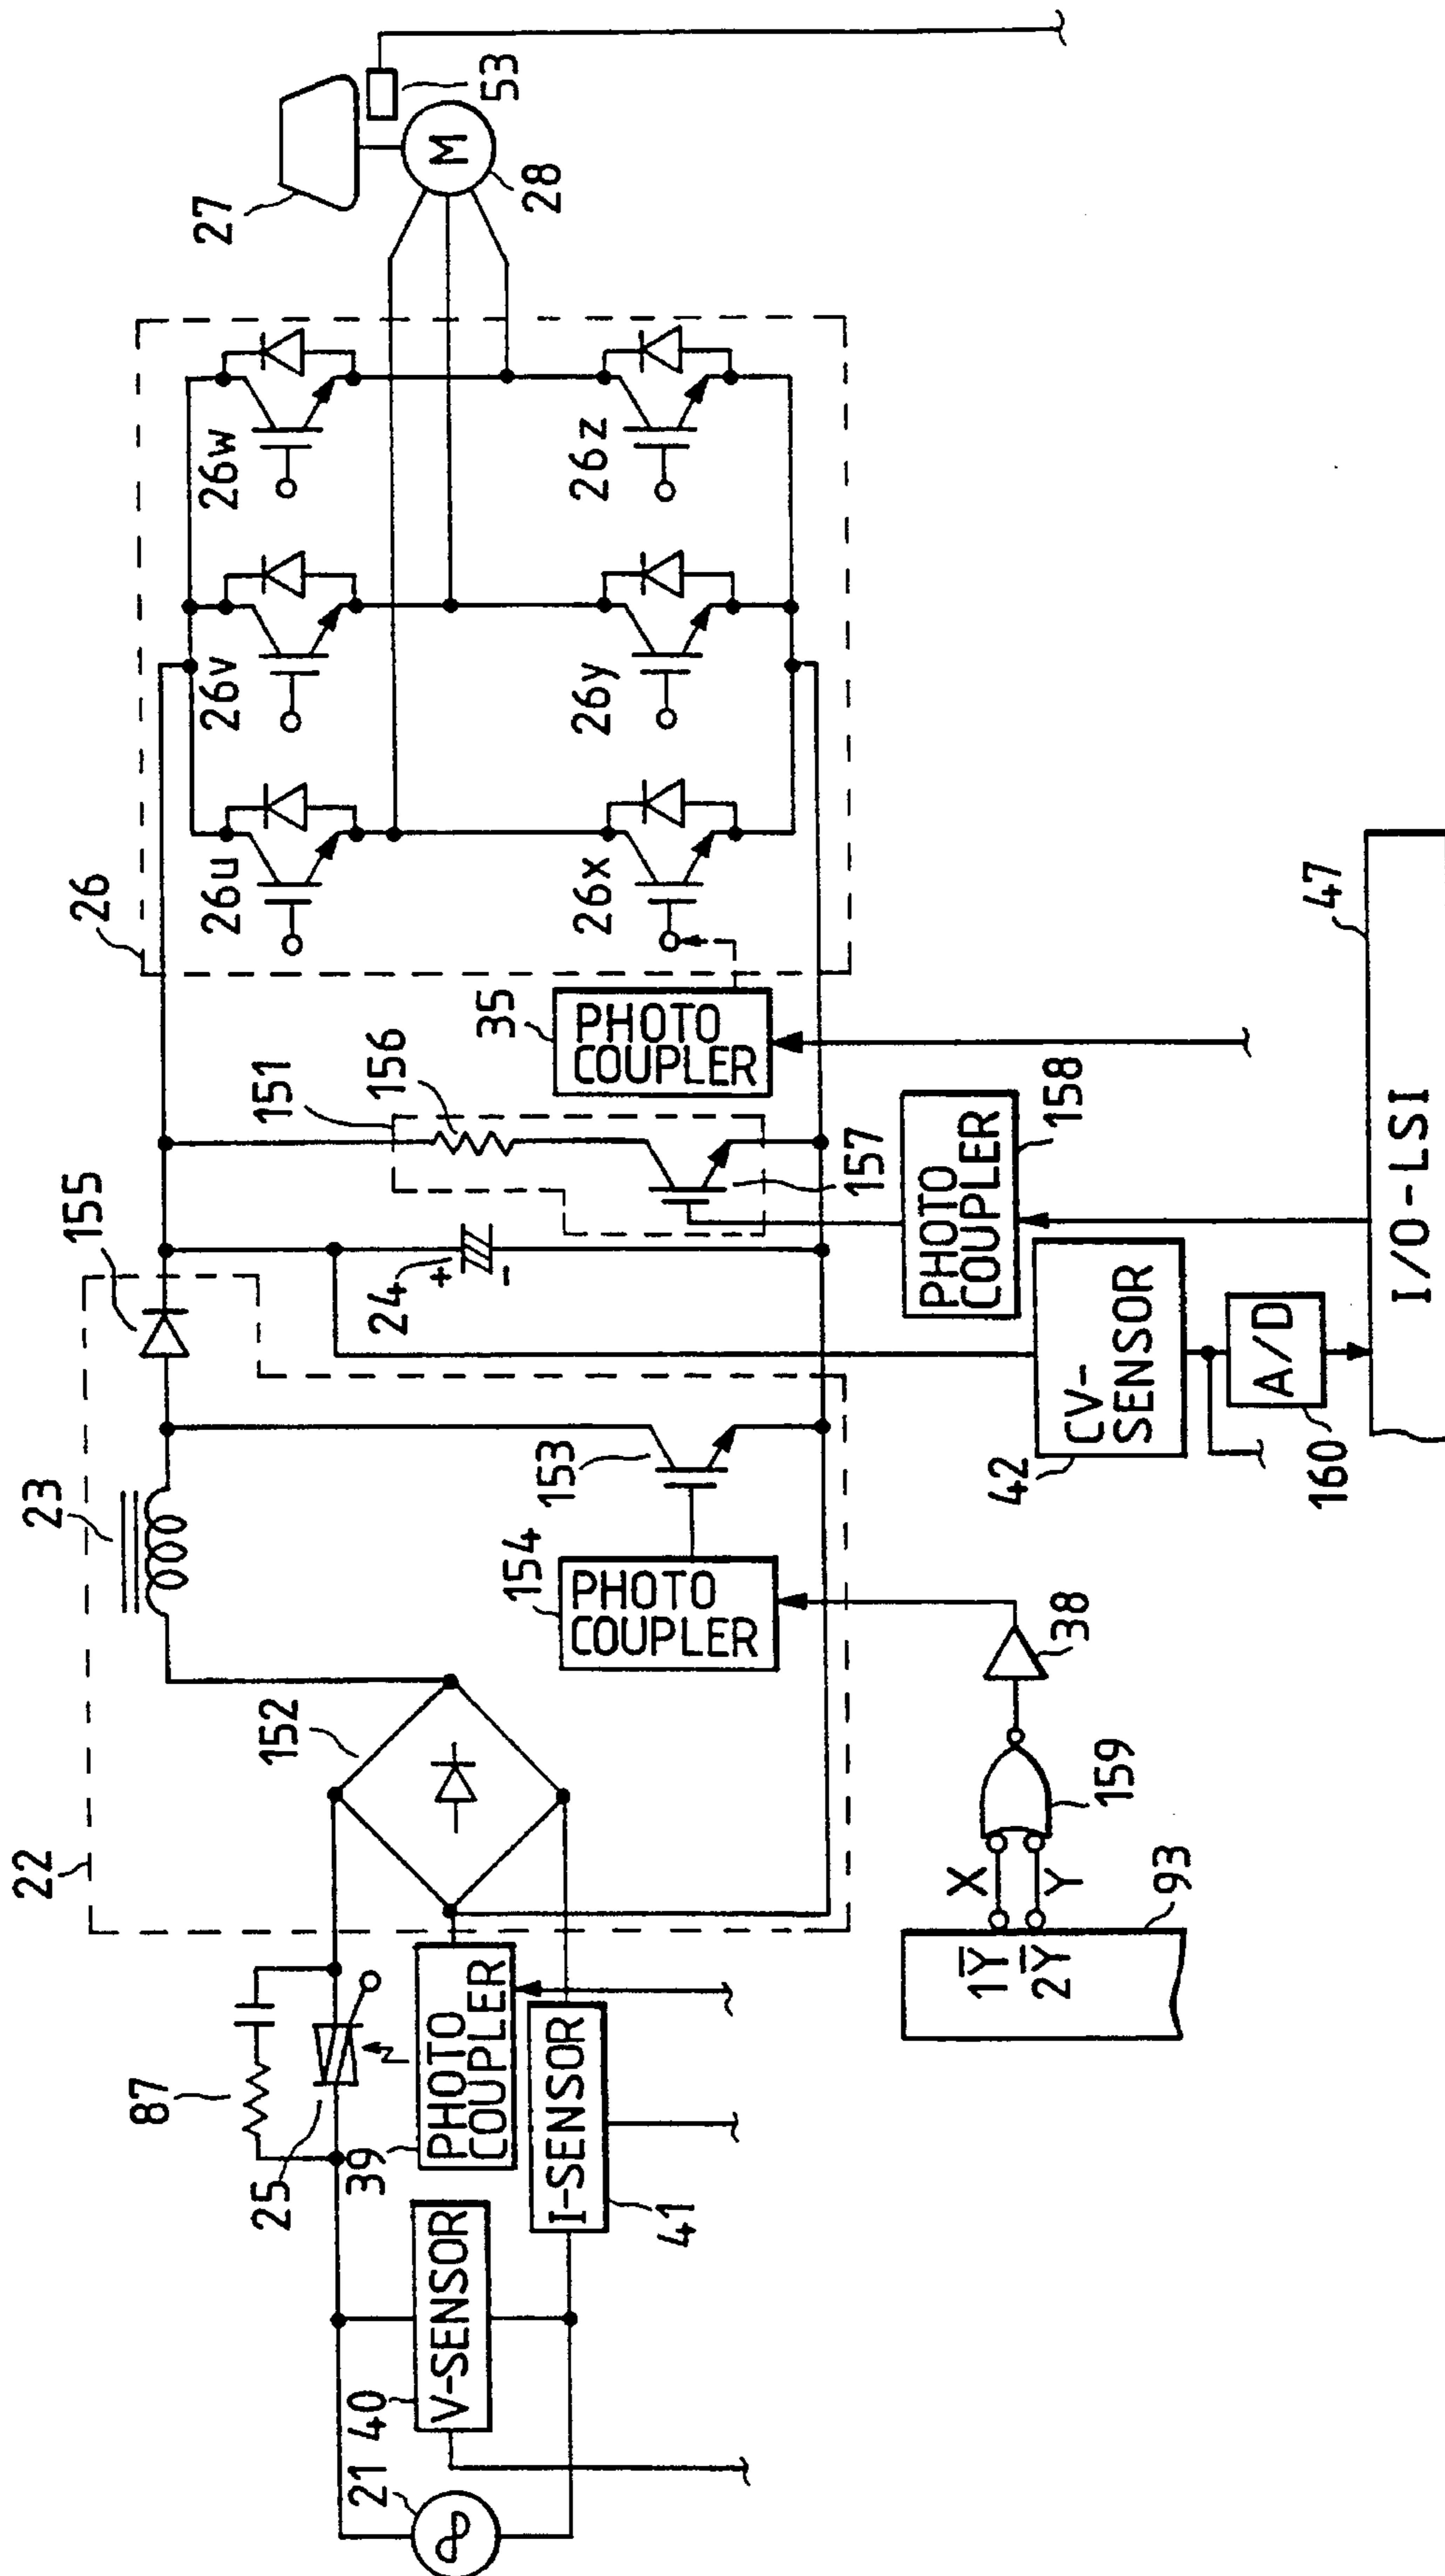 22
23
155
151
156
26
26u
26v
26w
27
53
M
28
87
25
152
24
+
-
35
PHOTO
COUPLER
26x
26y
26z
21
40
V-SENSOR
39
PHOTO
COUPLER
I-SENSOR
41
154
PHOTO
COUPLER
153
157
PHOTO
COUPLER
158
42
CV-
SENSOR
A/D
160
38
159
X
Y
1Y̅
2Y̅
93
47
I/O-LSI